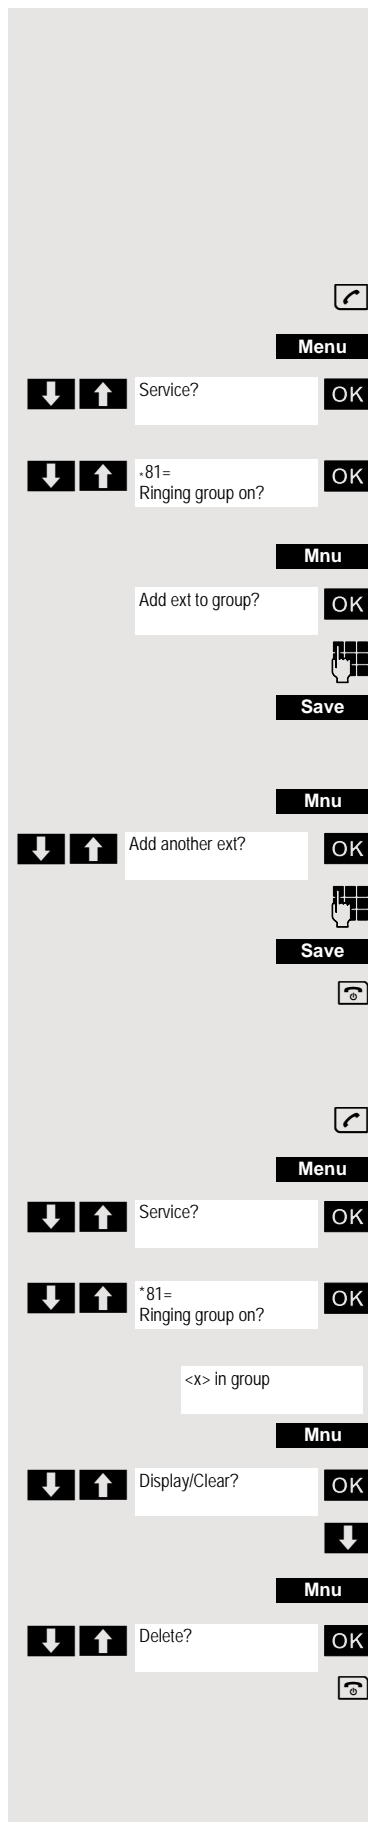 Menu
Service?
OK
*81=
Ringing group on?
OK
Mnu
Add ext to group?
OK
Save
Mnu
Add another ext?
OK
Save
Menu
Service?
OK
*81=
Ringing group on?
OK
<x> in group
Mnu
Display/Clear?
OK
Mnu
Delete?
OK